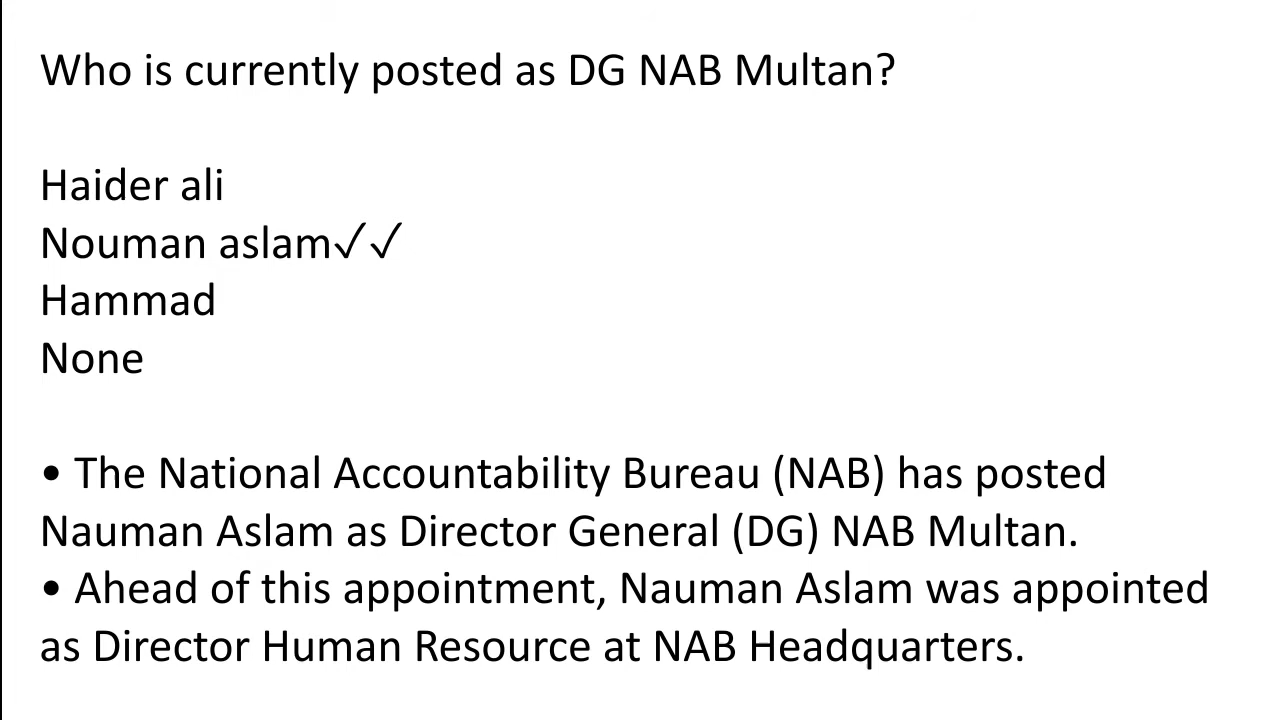 Who is currently posted as DG NAB Multan?
Haider ali
Nouman aslam✓✓
Hammad
None
• The National Accountability Bureau (NAB) has posted
Nauman Aslam as Director General (DG) NAB Multan.
• Ahead of this appointment, Nauman Aslam was appointed
as Director Human Resource at NAB Headquarters.